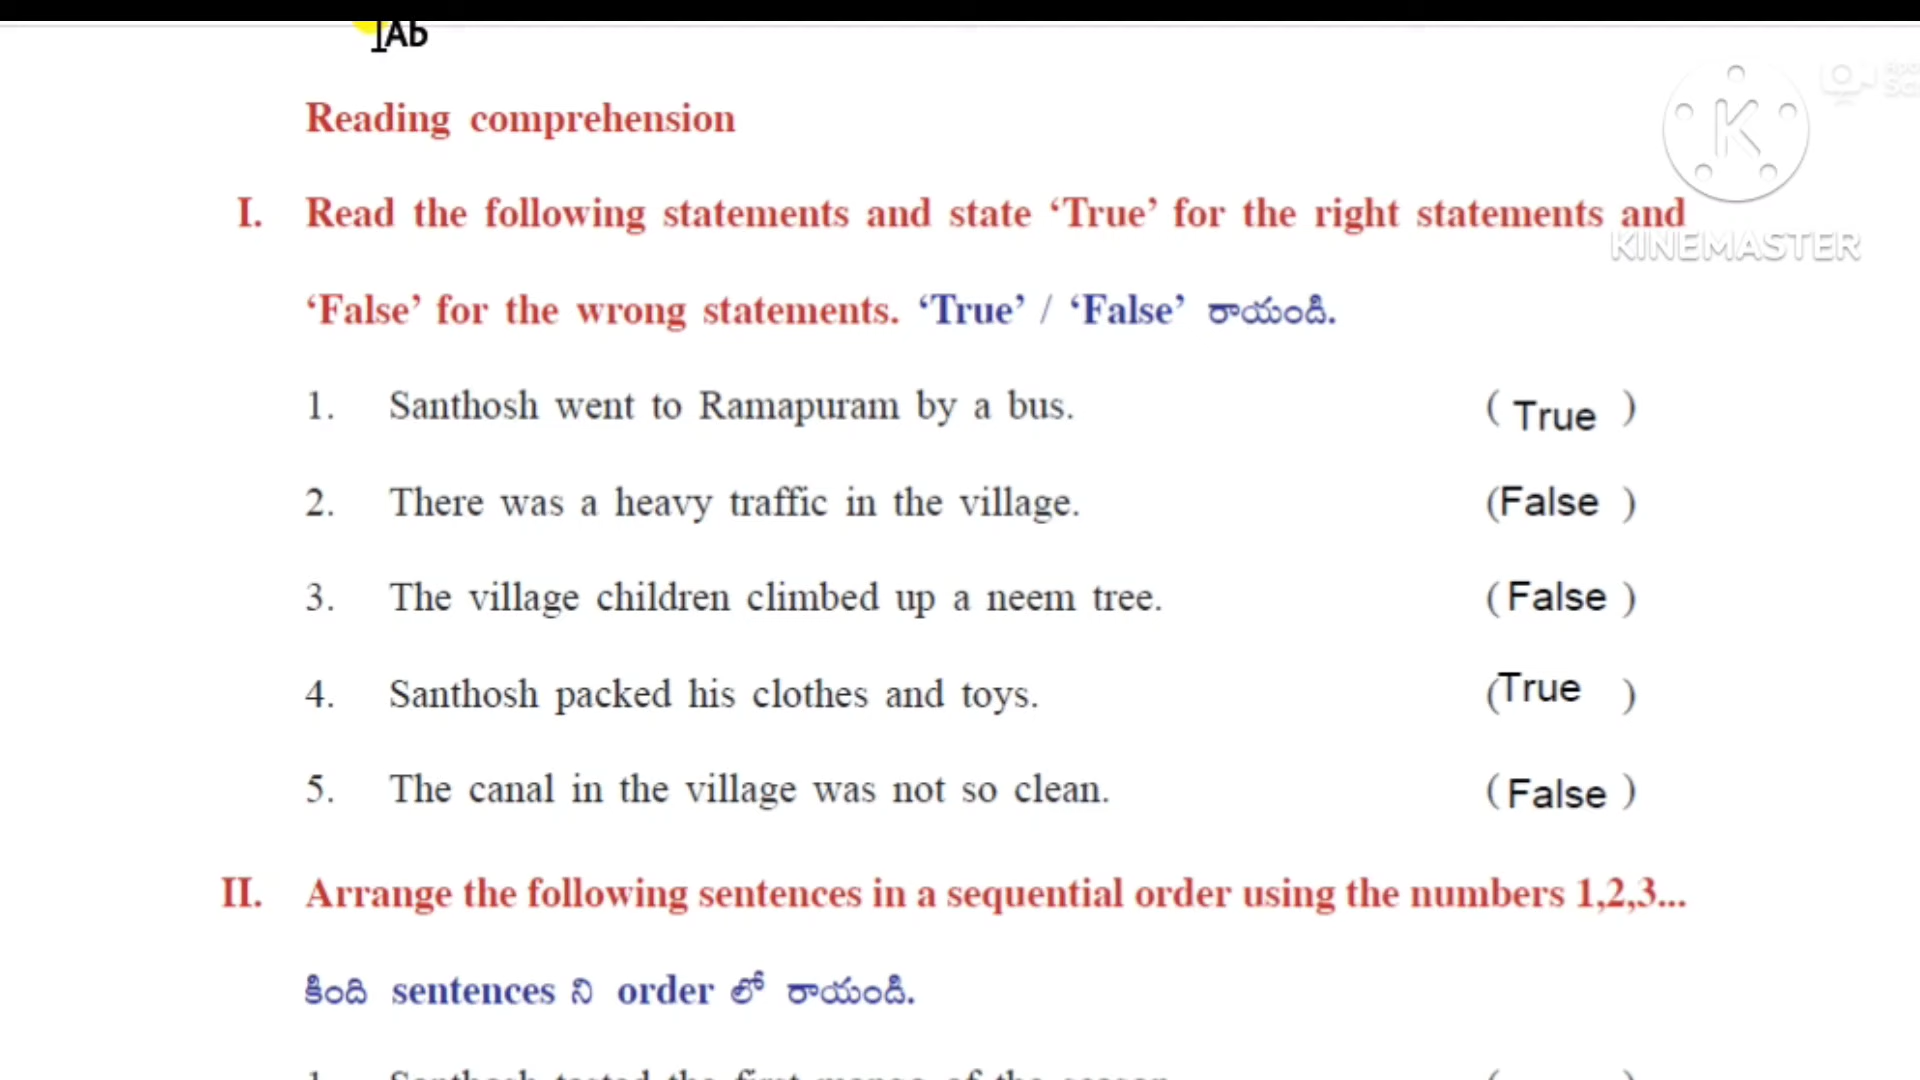 Ab
Reading comprehension
I. Read the following statements and state ‘True’ for the right statements and
‘False’ for the wrong statements. ‘True’ / ‘False’ రాయండి.
1. Santhosh went to Ramapuram by a bus. ( True )
2. There was a heavy traffic in the village. (False )
3. The village children climbed up a neem tree. ( False )
4. Santhosh packed his clothes and toys. (True )
5. The canal in the village was not so clean. ( False )
II. Arrange the following sentences in a sequential order using the numbers 1,2,3...
కింది sentences ని order లో రాయండి.
KINEMASTER